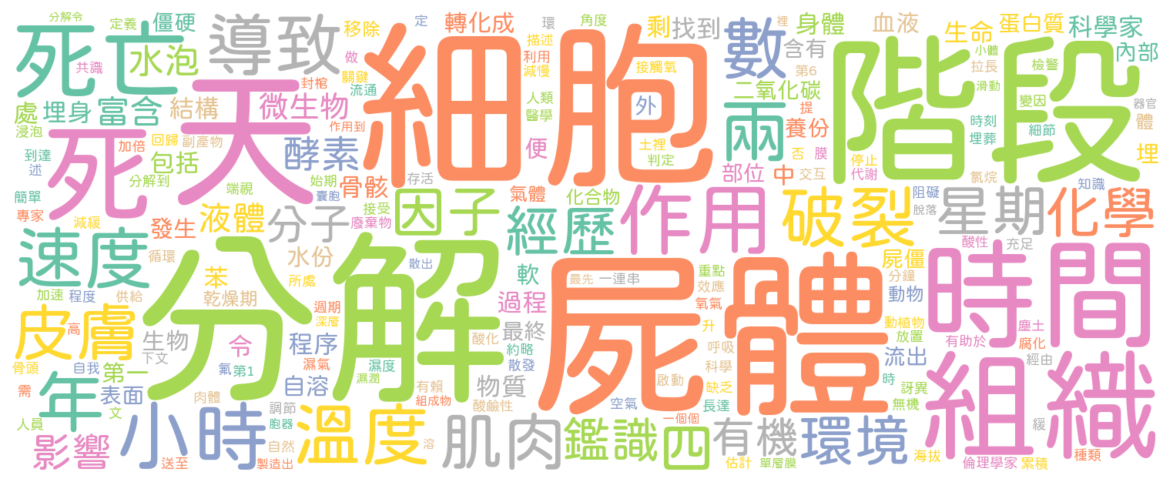 分解令
定義
僵硬
死亡
共識
水泡
導致
移除
轉化成
定
環
角度
剩
找到
身體
血液
裡
生命
蛋白質
科學家
做
描述
利用
減慢
關鍵
封棺
流通
數
含有
接觸氧
第6
二氧化碳
小體
拉長
檢警
內部
滑動
階段
細胞
天
處
埋身
富含
結構
微生物
人類
醫學
外
兩
提
養份
變因
器官
時刻
埋葬
細節
體
浸泡
加倍
回歸
副產物
作用到
死
酵素
便
土裡
判定
否
膜
停止
代謝
埋
到達
述
包括
分解到
始期
囊胞
骨骸
存活
氣體
部位
中
交互
氯烷
簡單
端視
化合物
阻礙
知識
專家
減緩
發生
液體
分子
接受
廢棄物
因子
作用
破裂
脫落
星期
化學
速度
循環
水份
散出
經歷
酸性
充足
加速
程度
供給
苯
乾燥期
所處
分解
軟
最先
一連串
重點
效應
屍僵
分鐘
時間
皮膚
高
生物
下文
令
週期
深層
過程
屍體
氧氣
動物
動植物
放置
塵土
有助於
腐化
骨頭
自我
氮
第1
程序
濕氣
濕度
濕潤
酸化
最終
約略
散發
升
呼吸
科學
流出
經由
需
年
第一
表面
肉體
自溶
有賴
組成物
物質
空氣
啟動
缺乏
長達
時
訝異
無機
組織
人員
文
小時
調節
胞器
溫度
酸鹼性
一個個
緩
影響
自然
送至
製造出
溶
肌肉
鑑識
四
有機
估計
單層膜
環境
海拔
倫理學家
累積
種類